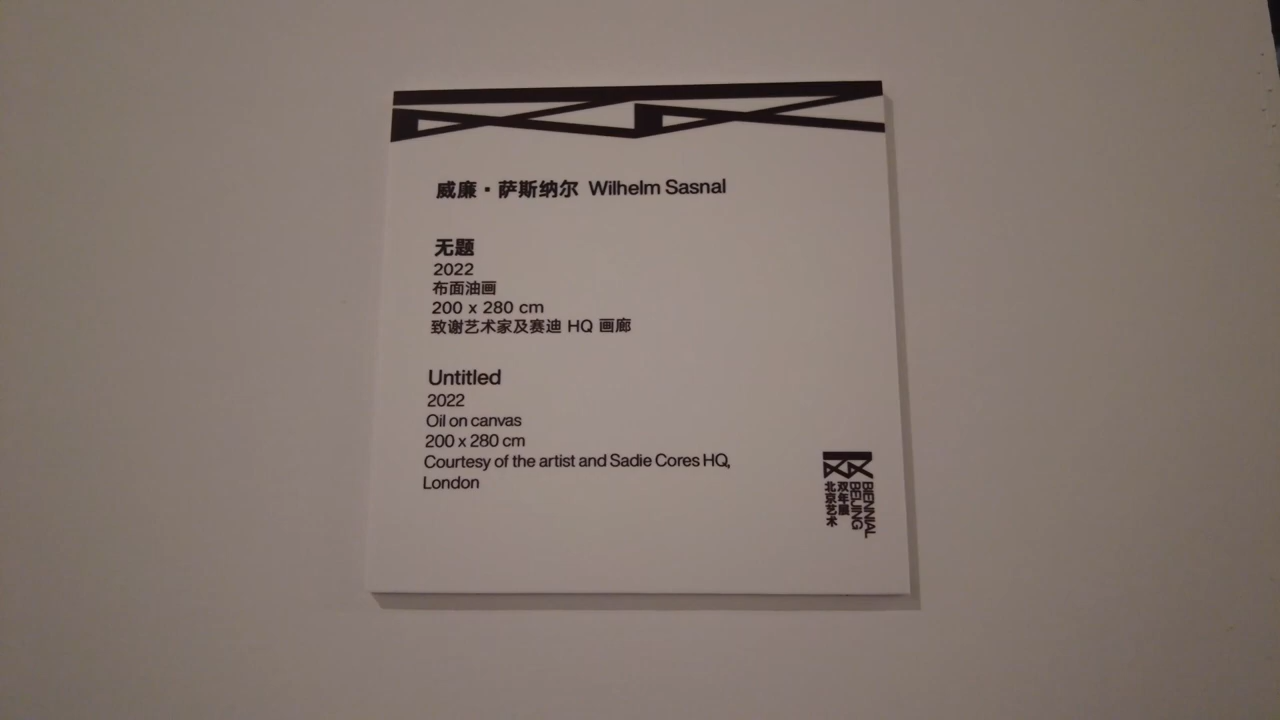 威廉·萨斯纳尔 Wilhelm Sasnal
无题
2022
布面油画
200 x 280 cm
致谢艺术家及赛迪 HQ 画廊
Untitled
2022
Oil on canvas
200 x 280 cm
Courtesy of the artist and Sadie Cores HQ,
London
BIENNIAL
BEIJING
双年展
北京艺术